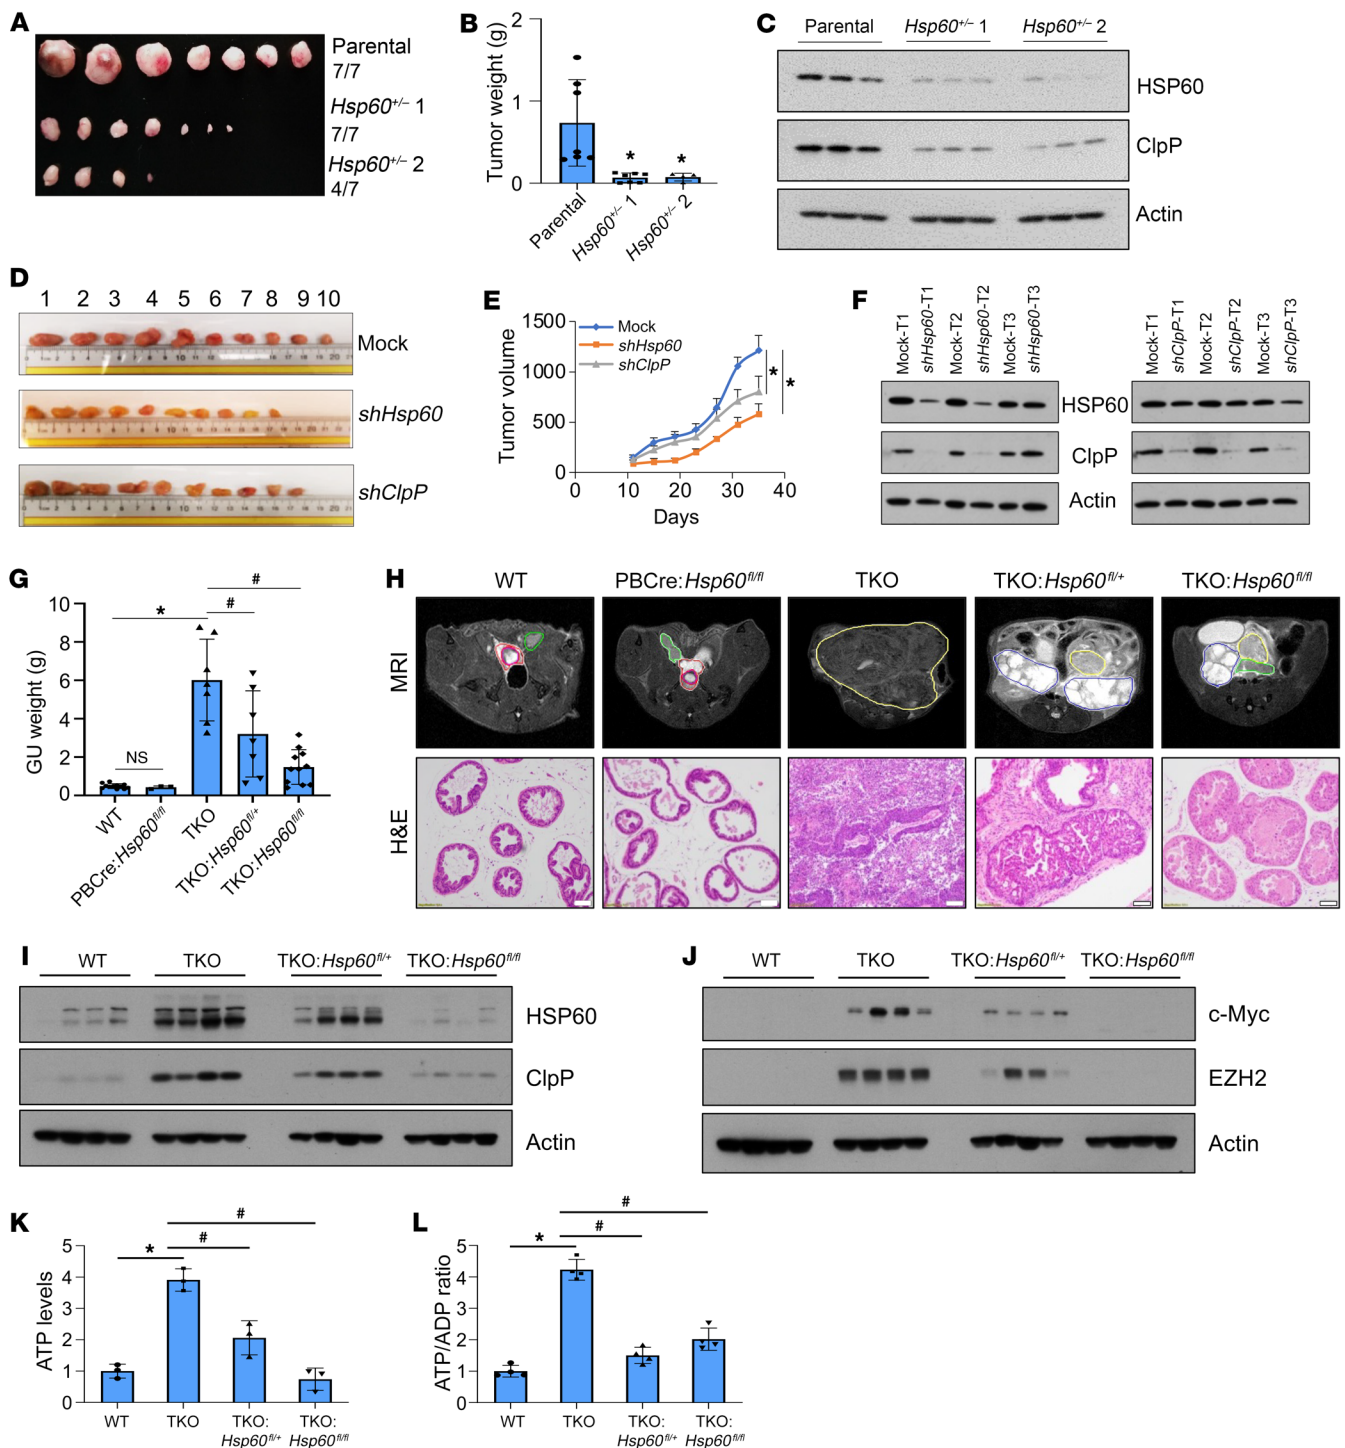 A
Parental
7/7
Hsp60+/– 1
7/7
Hsp60+/– 2
4/7
B
Tumor weight (g)
2
1
0
*
*
Parental
Hsp60+/– 1
Hsp60+/– 2
C
Parental
Hsp60+/– 1
Hsp60+/– 2
HSP60
ClpP
Actin
D
1 2 3 4 5 6 7 8 9 10
Mock
shHsp60
shClpP
E
Tumor volume
1500
1000
500
0
Mock
shHsp60
shClpP
*
*
0 10 20 30 40
Days
F
Mock-T1
shHsp60-T1
Mock-T2
shHsp60-T2
Mock-T3
shHsp60-T3
Mock-T1
shClpP-T1
Mock-T2
shClpP-T2
Mock-T3
shClpP-T3
HSP60
ClpP
Actin
G
GU weight (g)
10
8
6
4
2
0
NS
*
#
#
WT
PBCre:Hsp60fl/fl
TKO
TKO:Hsp60fl/+
TKO:Hsp60fl/fl
H
WT
PBCre:Hsp60fl/fl
TKO
TKO:Hsp60fl/+
TKO:Hsp60fl/fl
MRI
H&E
I
WT
TKO
TKO:Hsp60fl/+
TKO:Hsp60fl/fl
HSP60
ClpP
Actin
J
WT
TKO
TKO:Hsp60fl/+
TKO:Hsp60fl/fl
c-Myc
EZH2
Actin
K
ATP levels
5
4
3
2
1
0
*
#
#
WT
TKO
TKO:
Hsp60fl/+
TKO:
Hsp60fl/fl
L
ATP/ADP ratio
5
4
3
2
1
0
*
#
#
WT
TKO
TKO:
Hsp60fl/+
TKO:
Hsp60fl/fl